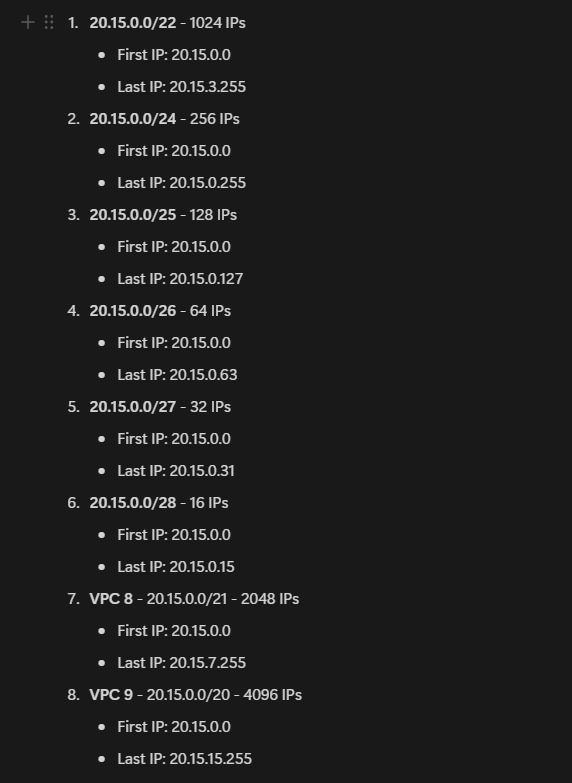 1. 20.15.0.0/22 - 1024 IPs
• First IP: 20.15.0.0
• Last IP: 20.15.3.255
2. 20.15.0.0/24 - 256 IPs
• First IP: 20.15.0.0
• Last IP: 20.15.0.255
3. 20.15.0.0/25 - 128 IPs
• First IP: 20.15.0.0
• Last IP: 20.15.0.127
4. 20.15.0.0/26 - 64 IPs
• First IP: 20.15.0.0
• Last IP: 20.15.0.63
5. 20.15.0.0/27 - 32 IPs
• First IP: 20.15.0.0
• Last IP: 20.15.0.31
6. 20.15.0.0/28 - 16 IPs
• First IP: 20.15.0.0
• Last IP: 20.15.0.15
7. VPC 8 - 20.15.0.0/21 - 2048 IPs
• First IP: 20.15.0.0
• Last IP: 20.15.7.255
8. VPC 9 - 20.15.0.0/20 - 4096 IPs
• First IP: 20.15.0.0
• Last IP: 20.15.15.255